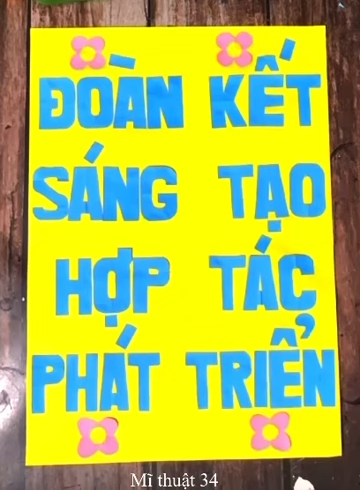 ĐOÀN KẾT
SÁNG TẠO
HỢP TÁC
PHÁT TRIỂN
Mĩ thuật 34